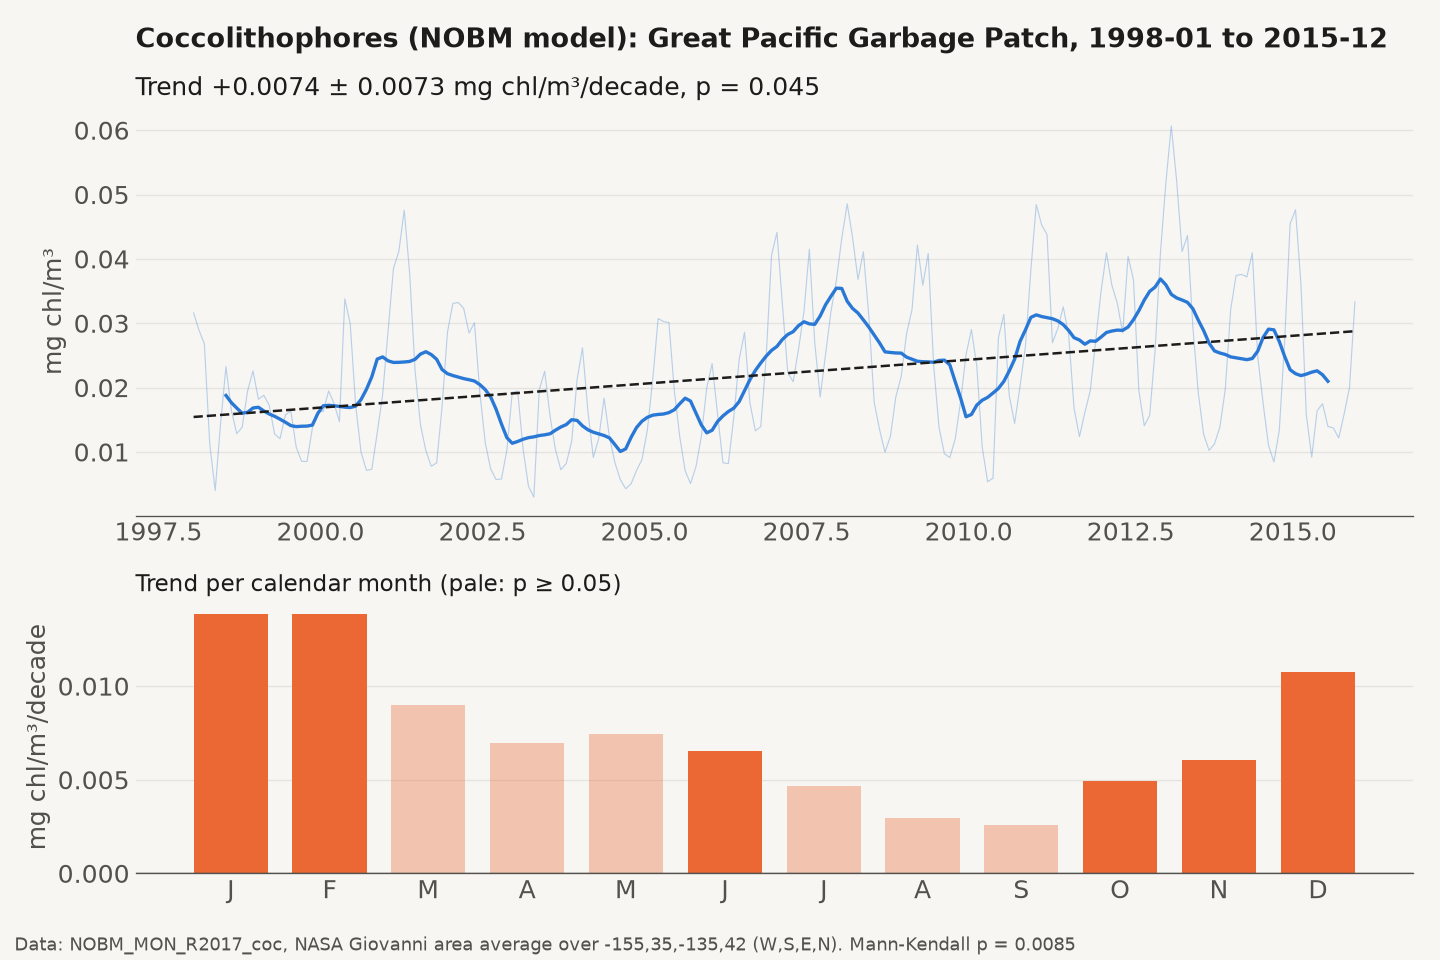 Coccolithophores (NOBM model): Great Pacific Garbage Patch, 1998-01 to 2015-12
Trend +0.0074 ± 0.0073 mg chl/m³/decade, p = 0.045
mg chl/m³
0.06
0.05
0.04
0.03
0.02
0.01
1997.5 2000.0 2002.5 2005.0 2007.5 2010.0 2012.5 2015.0
Trend per calendar month (pale: p ≥ 0.05)
mg chl/m³/decade
0.010
0.005
0.000
J F M A M J J A S O N D
Data: NOBM_MON_R2017_coc, NASA Giovanni area average over -155,35,-135,42 (W,S,E,N). Mann-Kendall p = 0.0085